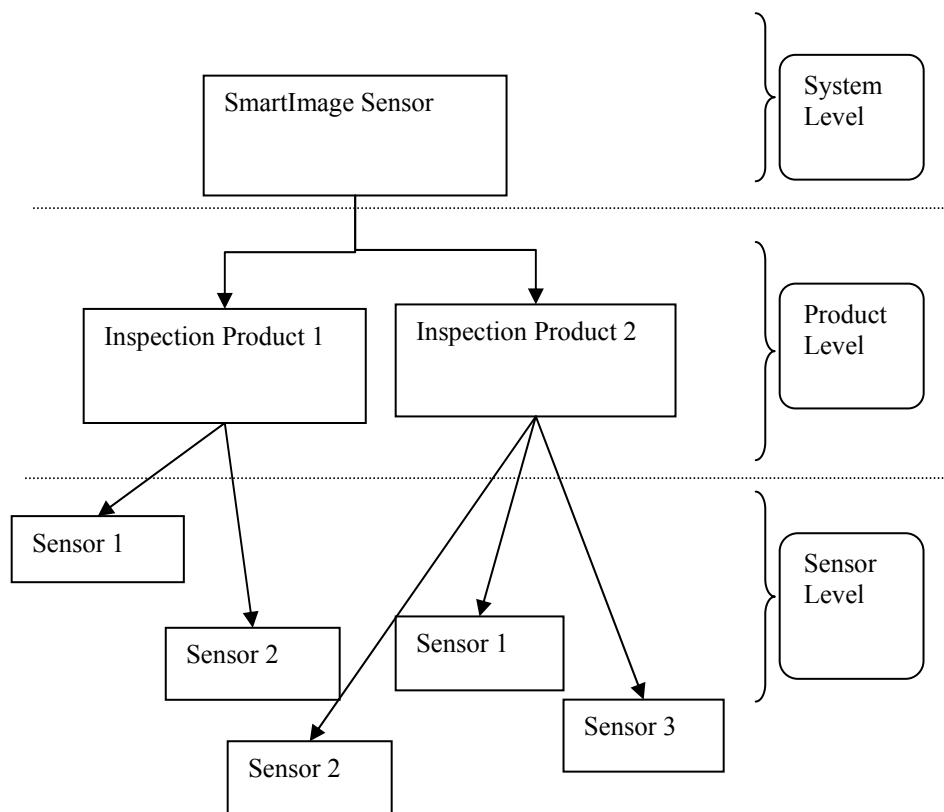 SmartImage Sensor
System
Level
Inspection Product 1
Inspection Product 2
Product
Level
Sensor 1
Sensor 2
Sensor 1
Sensor 2
Sensor 3
Sensor
Level